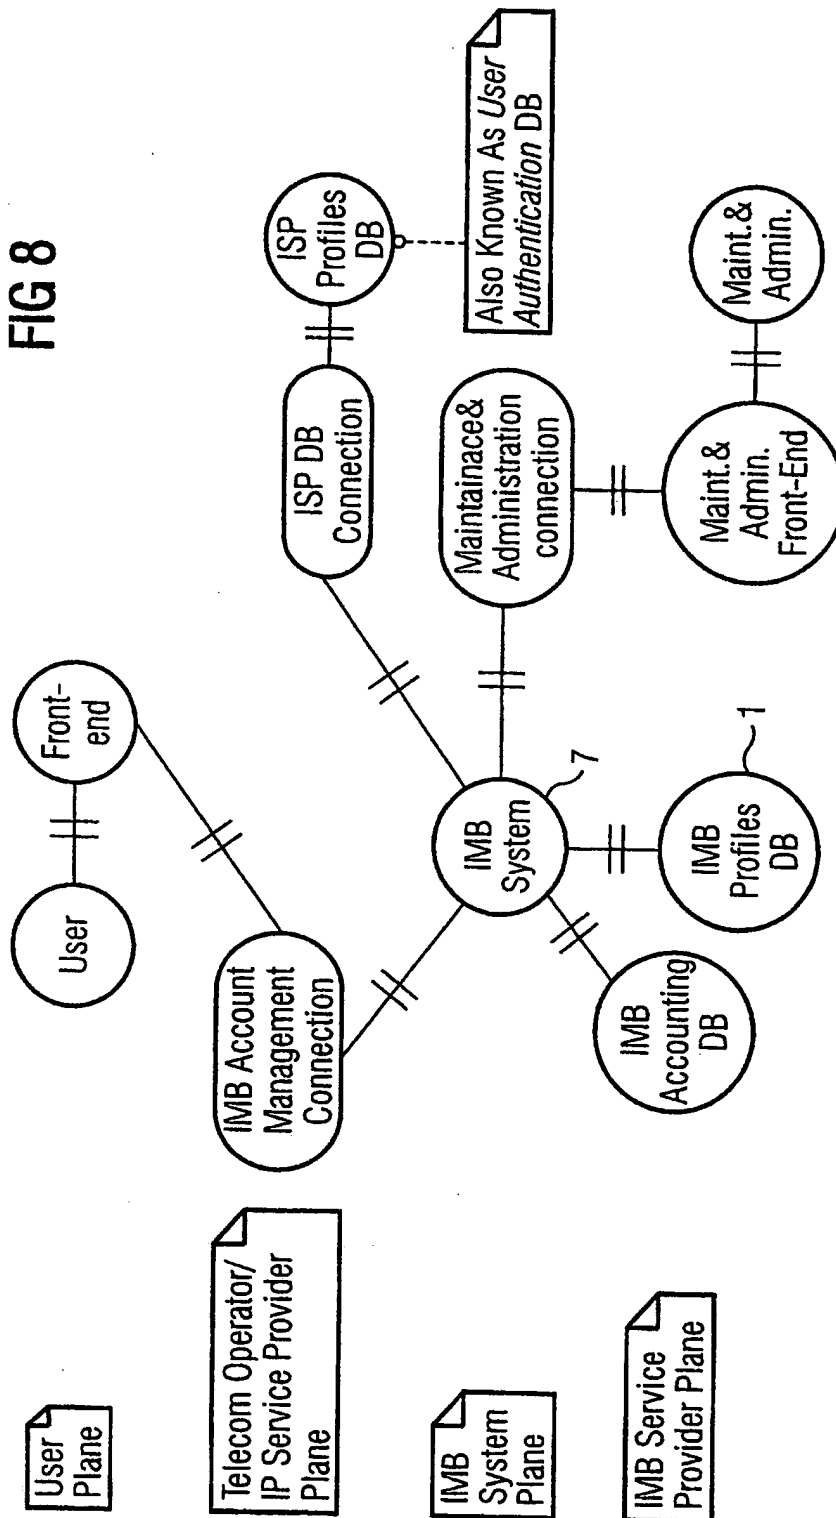 FIG 8
User
Plane
User
Front-
end
Telecom Operator/
IP Service Provider
Plane
IMB Account
Management
Connection
ISP DB
Connection
ISP
Profiles
DB
IMB
System
Plane
IMB
System
7
Maintainace&
Administration
connection
Also Known As User
Authentication DB
IMB Service
Provider Plane
IMB
Accounting
DB
IMB
Profiles
DB
1
Maint.&
Admin.
Front-End
Maint.&
Admin.